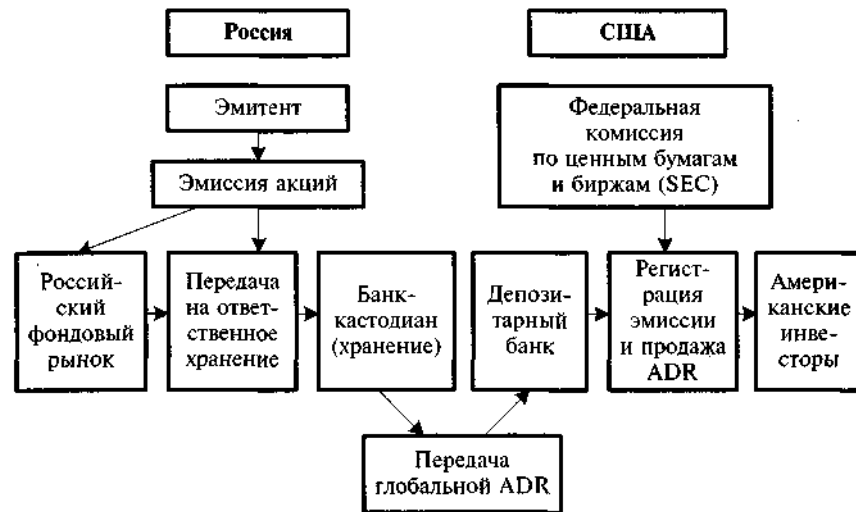 Россия
США
Эмитент
Федеральная
комиссия
по ценным бумагам
и биржам (SEC)
Эмиссия акций
Россий-
ский
фондовый
рынок
Передача
на ответ-
ственное
хранение
Банк-
кастодиан
(хранение)
Депози-
тарный
банк
Регист-
рация
эмиссии
и продажа
ADR
Амери-
канские
инве-
сторы
Передача
глобальной ADR